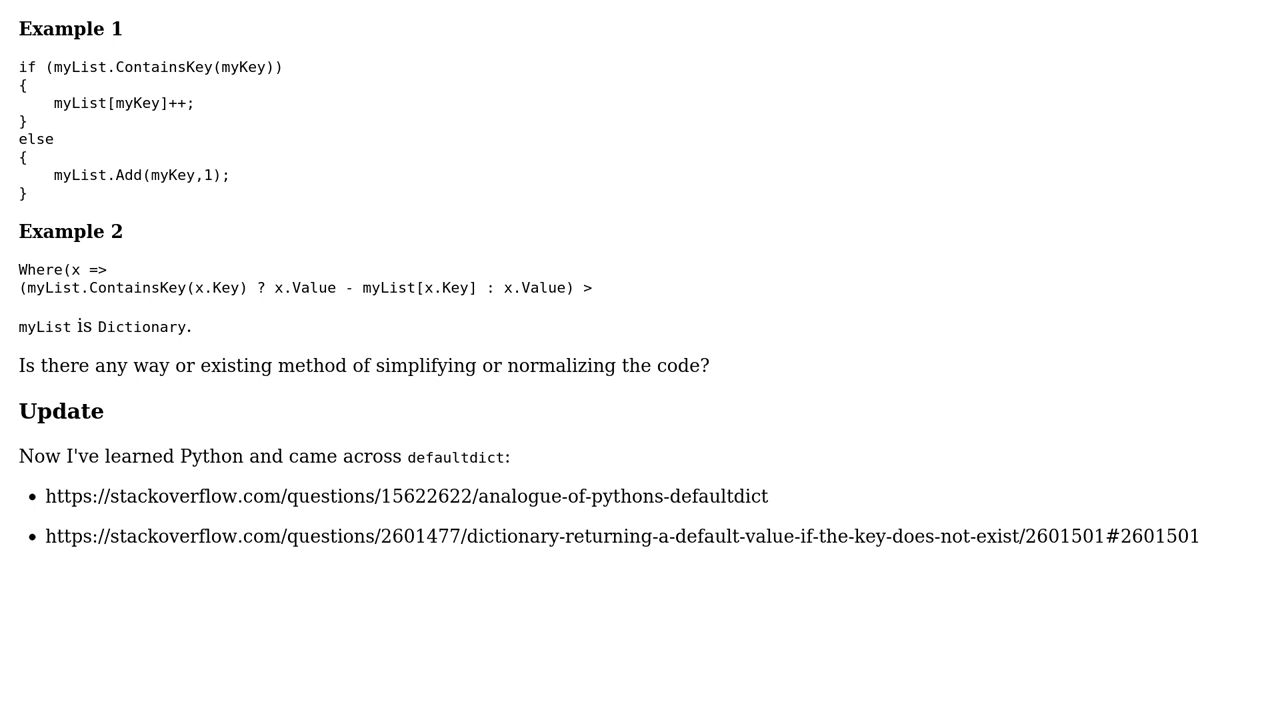 Example 1
if (myList.ContainsKey(myKey))
{
    myList[myKey]++;
}
else
{
    myList.Add(myKey,1);
}
Example 2
Where(x =>
(myList.ContainsKey(x.Key) ? x.Value - myList[x.Key] : x.Value) >
myList is Dictionary.
Is there any way or existing method of simplifying or normalizing the code?
Update
Now I've learned Python and came across defaultdict:
• https://stackoverflow.com/questions/15622622/analogue-of-pythons-defaultdict
• https://stackoverflow.com/questions/2601477/dictionary-returning-a-default-value-if-the-key-does-not-exist/2601501#2601501